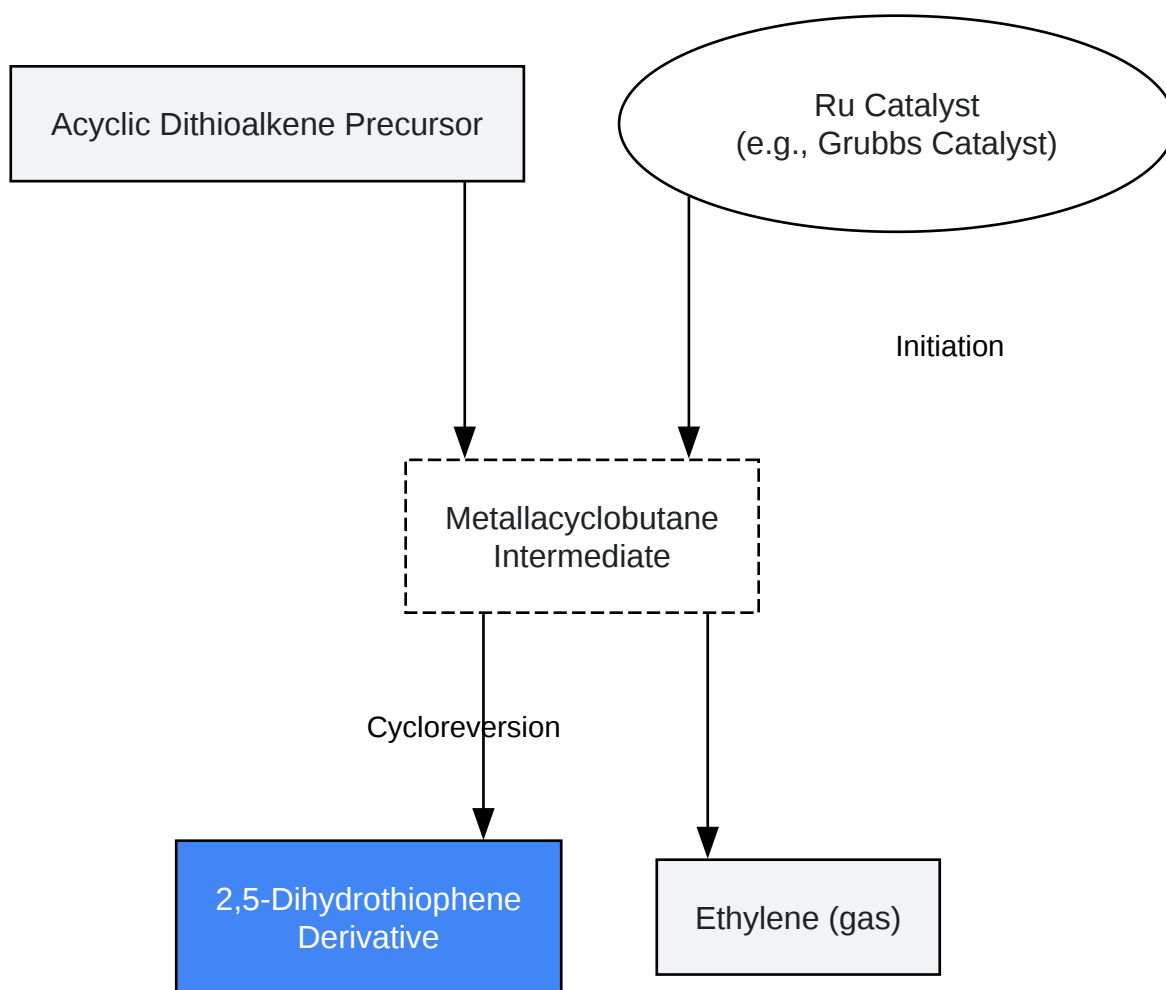 Acyclic Dithioalkene Precursor
Ru Catalyst
(e.g., Grubbs Catalyst)
Initiation
Metallacyclobutane
Intermediate
Cycloreversion
2,5-Dihydrothiophene
Derivative
Ethylene (gas)